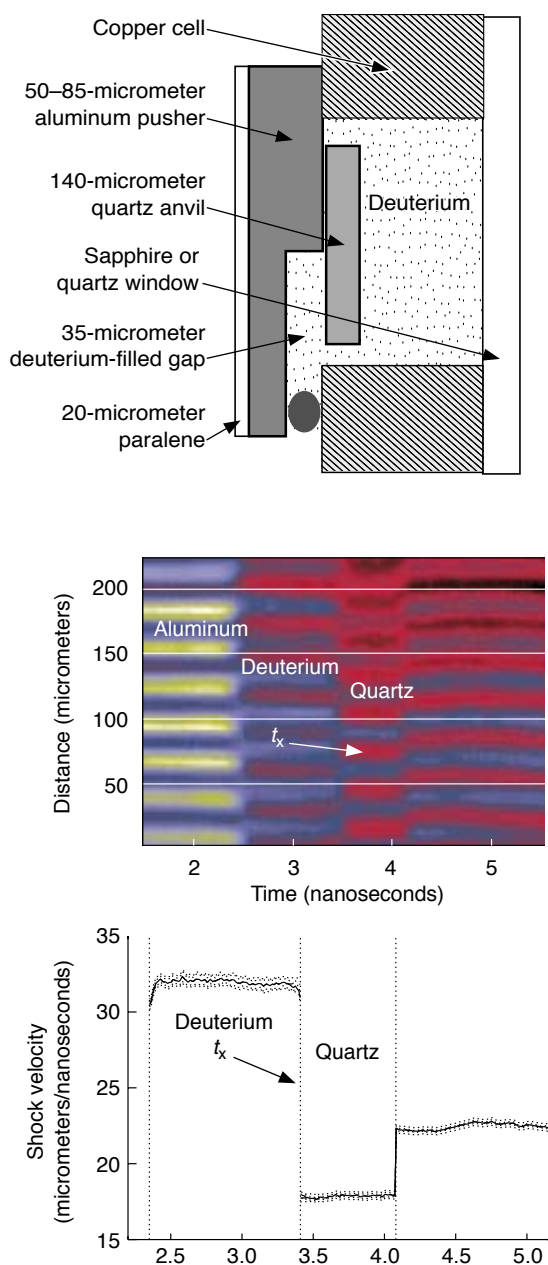 Copper cell
50–85-micrometer
aluminum pusher
140-micrometer
quartz anvil
Deuterium
Sapphire or
quartz window
35-micrometer
deuterium-filled gap
20-micrometer
paralene
200
Aluminum
150
Deuterium
Quartz
100
tx
50
Distance (micrometers)
2 3 4 5
Time (nanoseconds)
35
30
Deuterium
tx
Quartz
25
20
15
Shock velocity
(micrometers/nanoseconds)
2.5 3.0 3.5 4.0 4.5 5.0